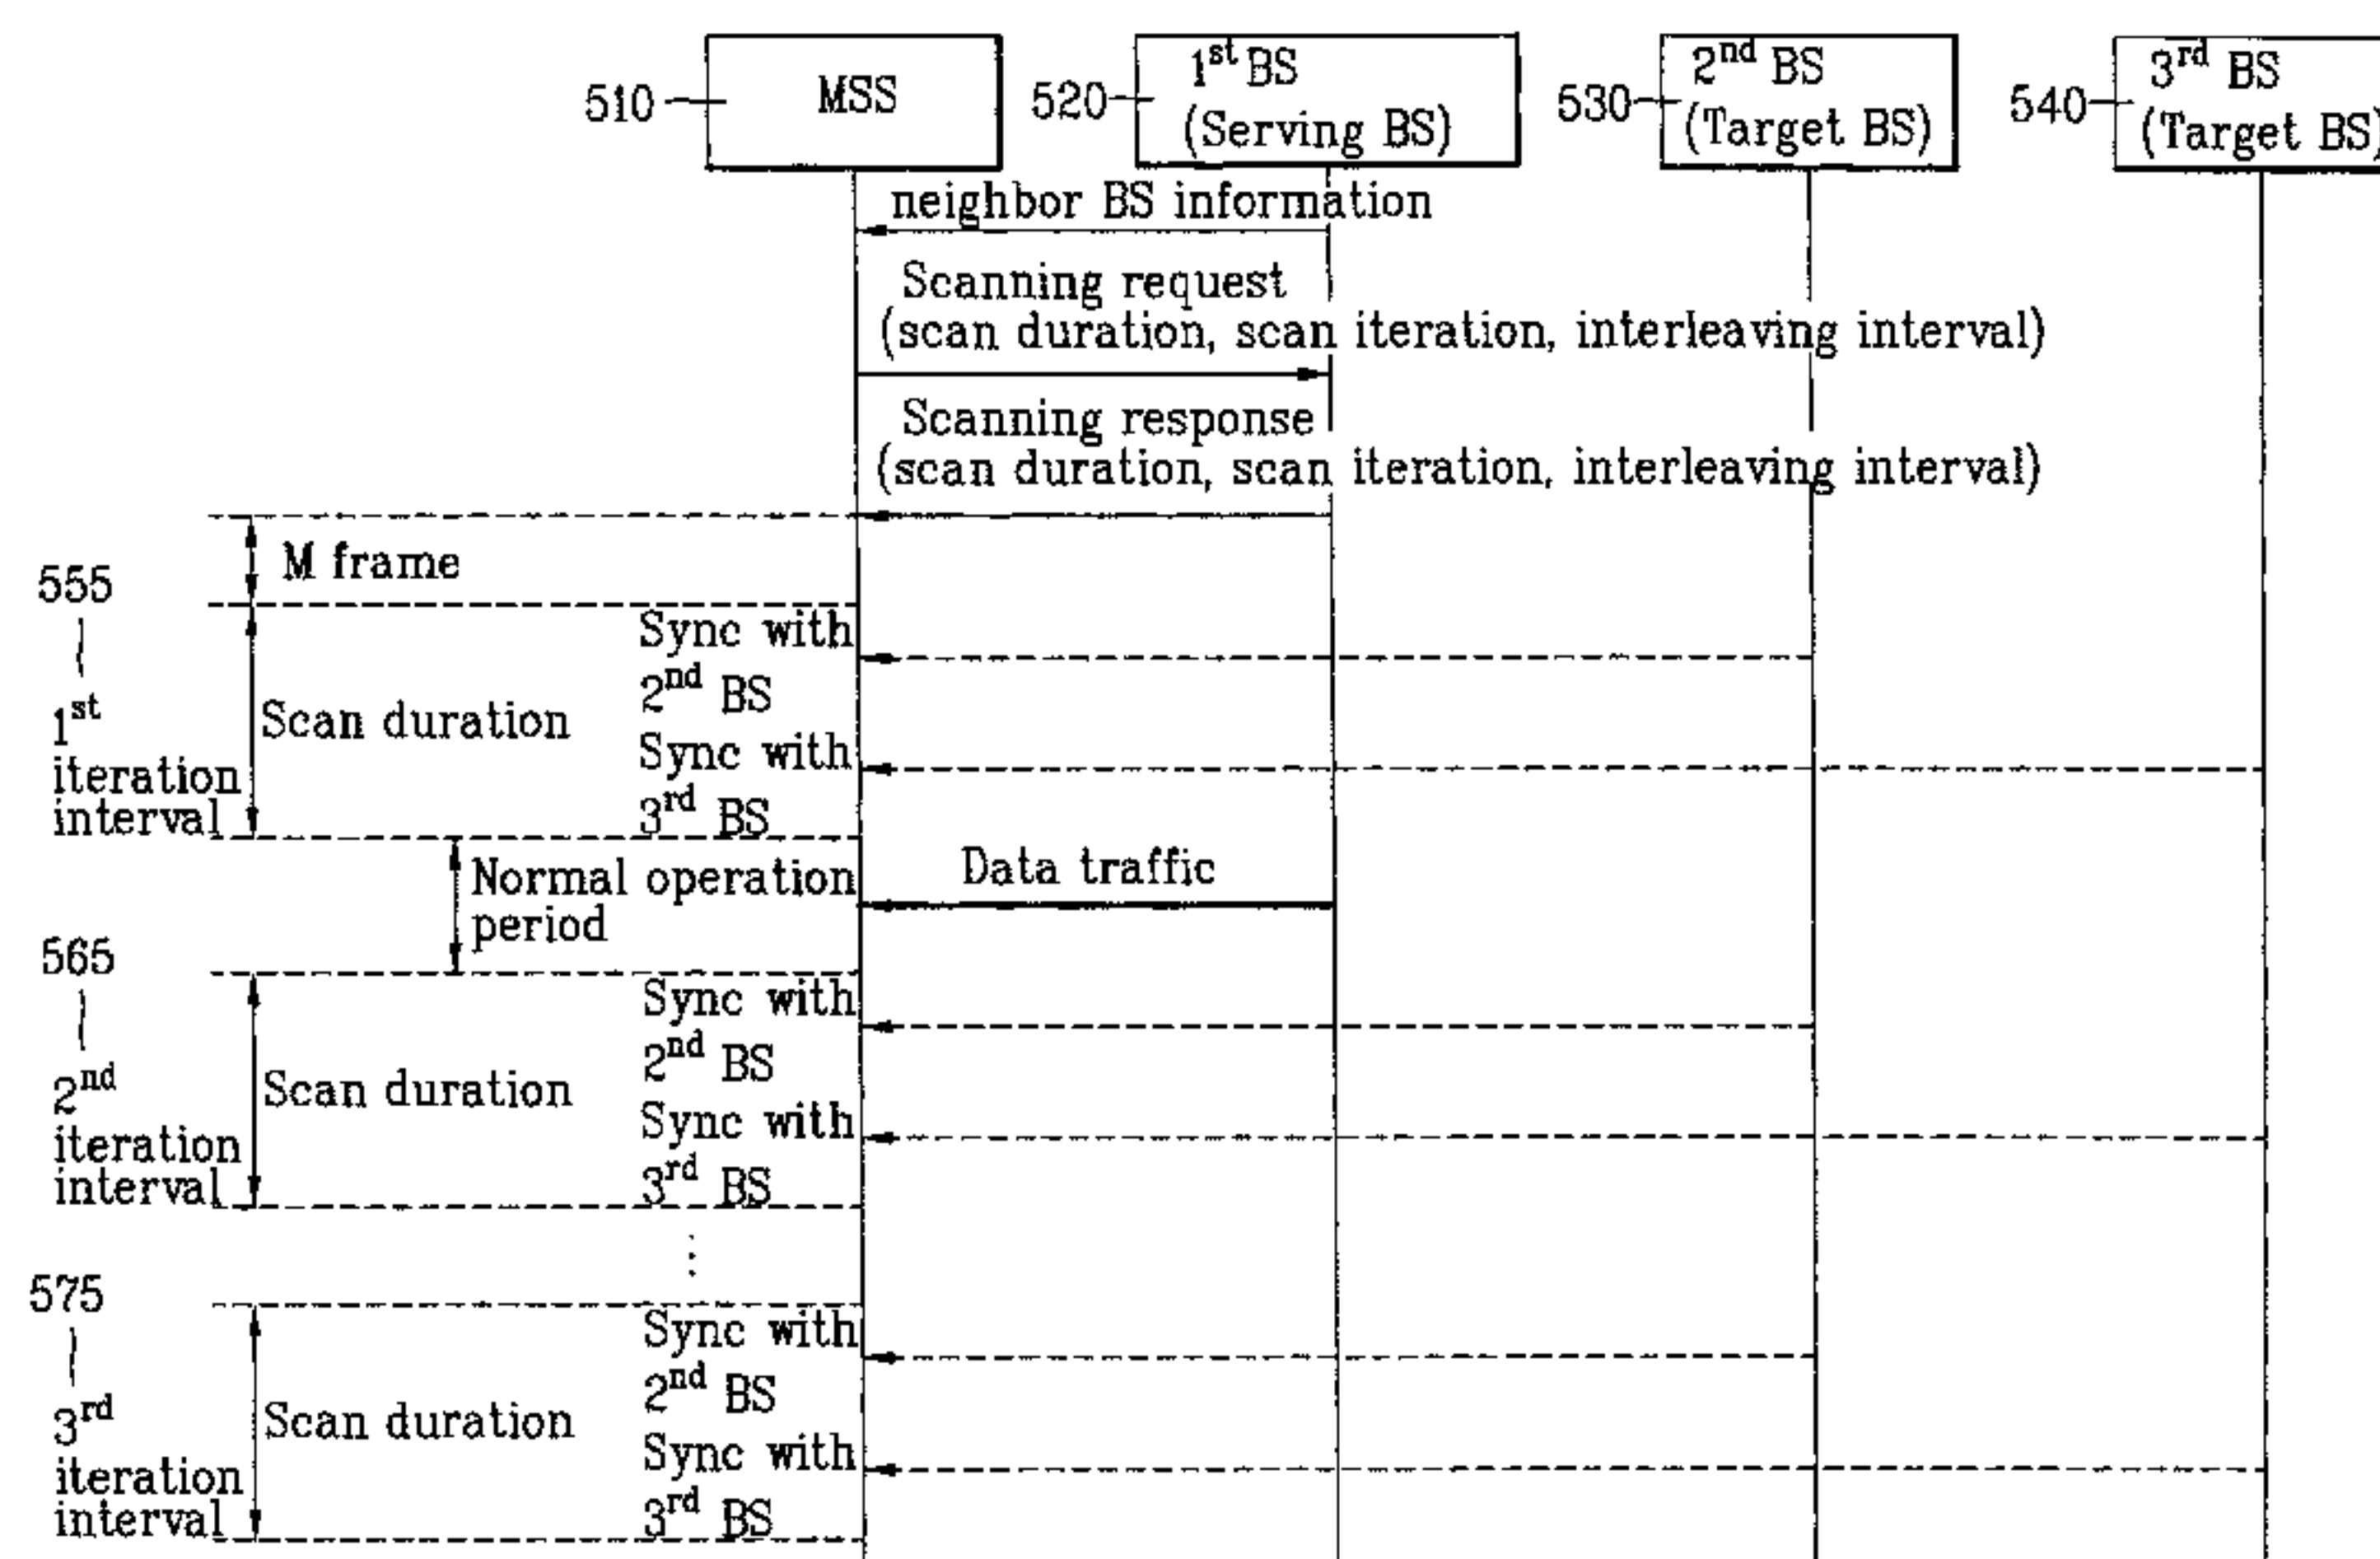 510
MSS
520
1st BS
(Serving BS)
530
2nd BS
(Target BS)
540
3rd BS
(Target BS)
neighbor BS information
Scanning request
(scan duration, scan iteration, interleaving interval)
Scanning response
(scan duration, scan iteration, interleaving interval)
M frame
555
1st
iteration
interval
Scan duration
Sync with
2nd BS
Sync with
3rd BS
Normal operation
period
Data traffic
565
2nd
iteration
interval
Scan duration
Sync with
2nd BS
Sync with
3rd BS
575
3rd
iteration
interval
Scan duration
Sync with
2nd BS
Sync with
3rd BS